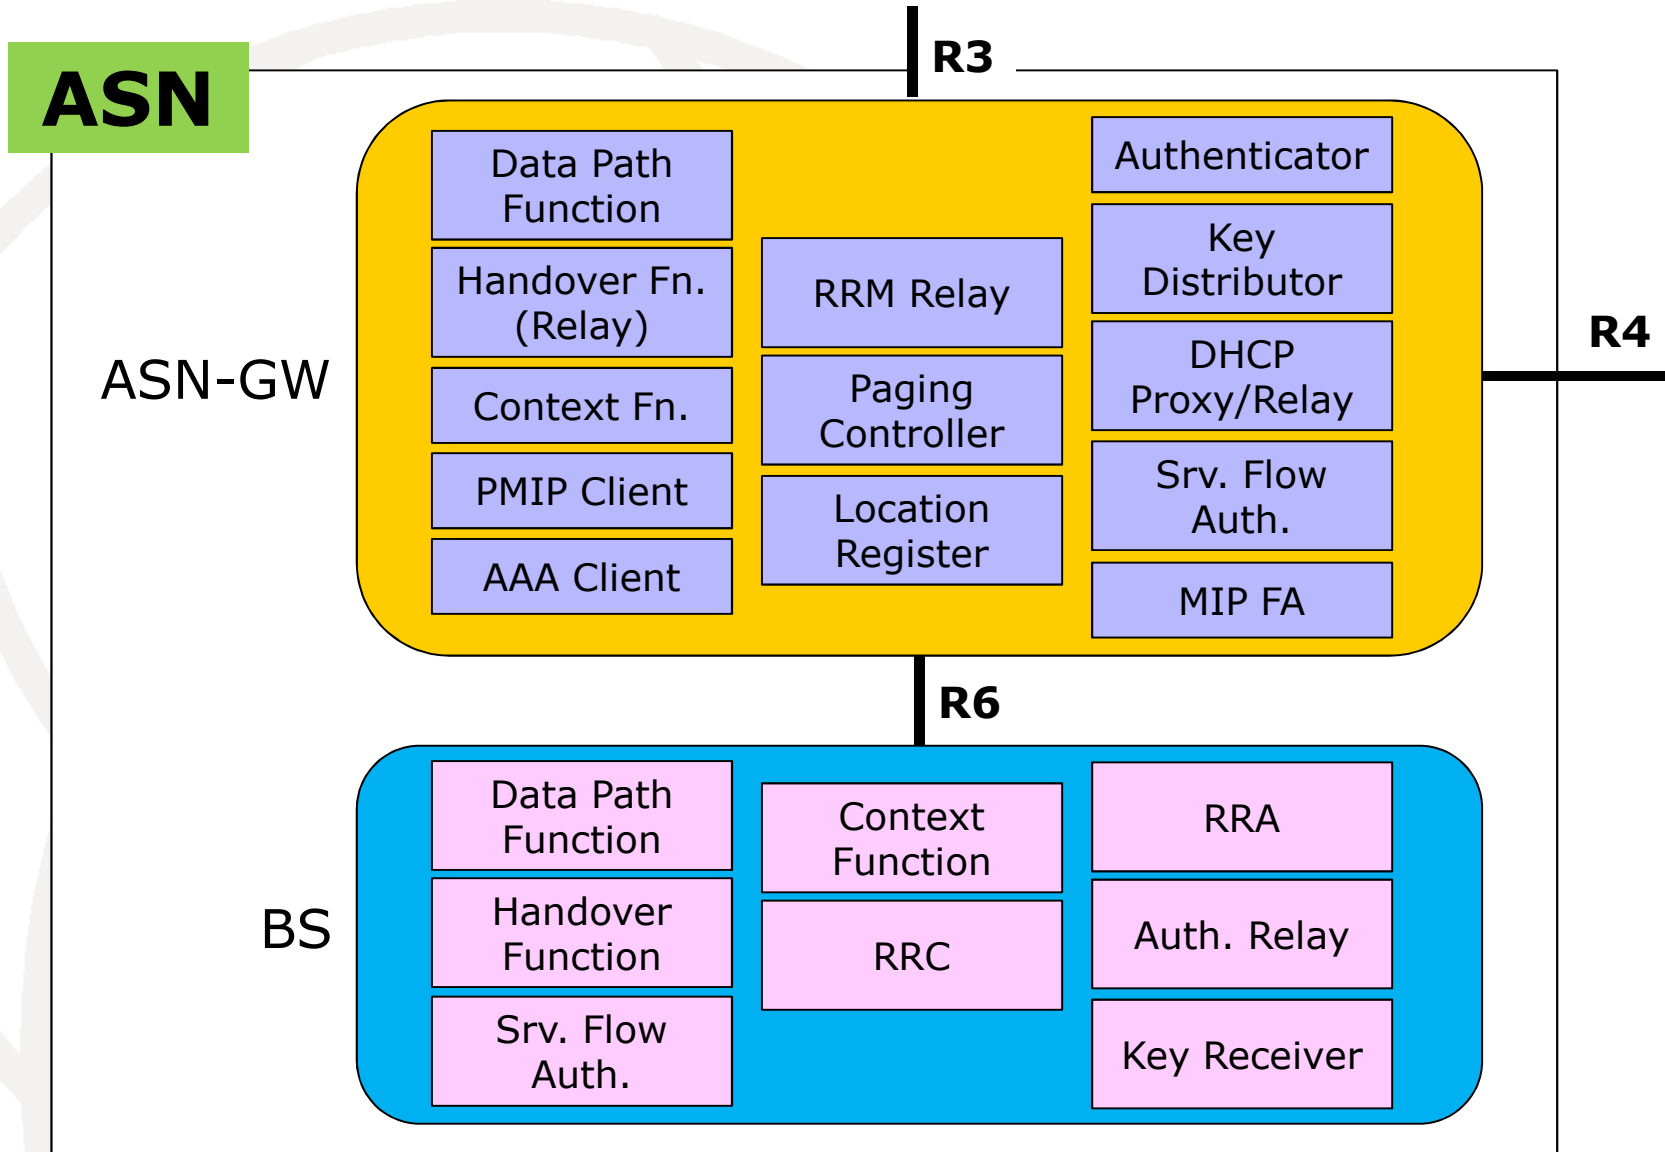 R3
ASN
Data Path
Function
Handover Fn.
(Relay)
Context Fn.
PMIP Client
AAA Client
RRM Relay
Paging
Controller
Location
Register
Authenticator
Key
Distributor
DHCP
Proxy/Relay
Srv. Flow
Auth.
MIP FA
ASN-GW
R4
R6
BS
Data Path
Function
Handover
Function
Srv. Flow
Auth.
Context
Function
RRC
RRA
Auth. Relay
Key Receiver